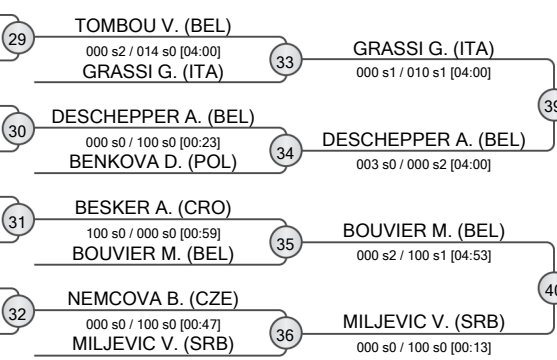 29
TOMBOU V. (BEL)
000 s2 / 014 s0 [04:00]
GRASSI G. (ITA)
33
GRASSI G. (ITA)
000 s1 / 010 s1 [04:00]
39
30
DESCHEPPER A. (BEL)
000 s0 / 100 s0 [00:23]
BENKOVA D. (POL)
34
DESCHEPPER A. (BEL)
003 s0 / 000 s2 [04:00]
31
BESKER A. (CRO)
100 s0 / 000 s0 [00:59]
BOUVIER M. (BEL)
35
BOUVIER M. (BEL)
000 s2 / 100 s1 [04:53]
40
32
NEMCOVA B. (CZE)
000 s0 / 100 s0 [00:47]
MILJEVIC V. (SRB)
36
MILJEVIC V. (SRB)
000 s0 / 100 s0 [00:13]